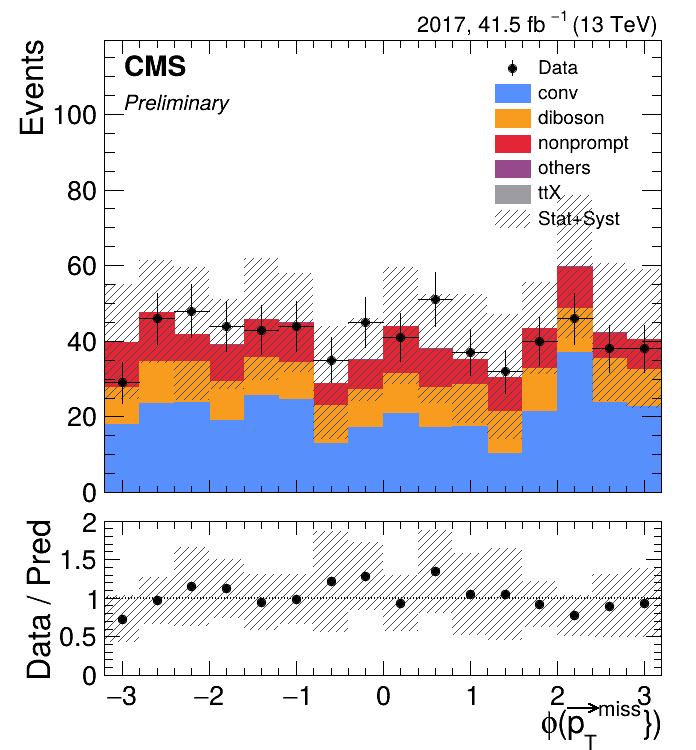 2017, 41.5 fb⁻¹ (13 TeV)
CMS
Preliminary
Events
Data
conv
diboson
nonprompt
others
ttX
Stat+Syst
100
80
60
40
20
0
Data / Pred
2
1.5
1
0.5
0
−3 −2 −1 0 1 2 3
ϕ(p_T^miss})